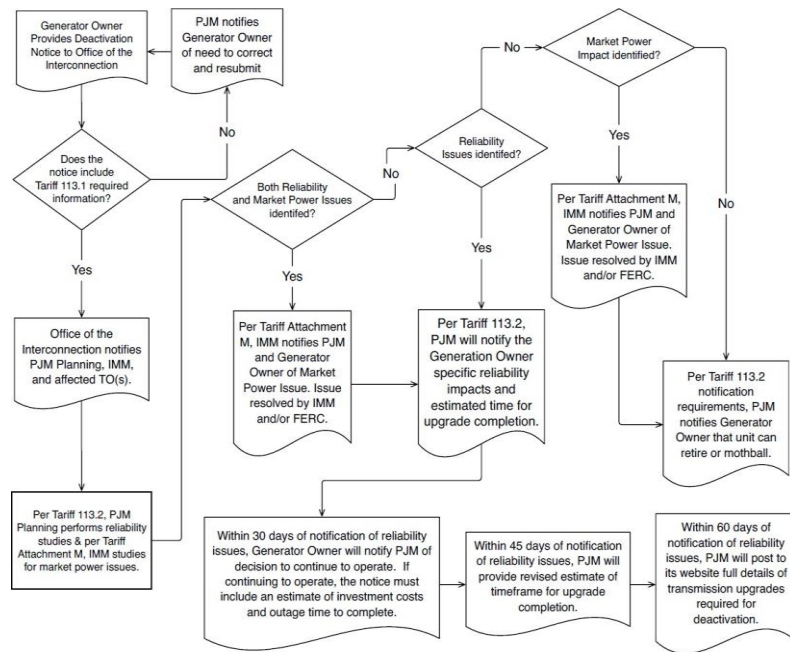 Generator Owner
Provides Deactivation
Notice to Office of the
Interconnection
PJM notifies
Generator Owner
of need to correct
and resubmit
No
Does the
notice include
Tariff 113.1 required
information?
Yes
Office of the
Interconnection notifies
PJM Planning, IMM,
and affected TO(s).
Per Tariff 113.2, PJM
Planning performs reliability
studies & per Tariff
Attachment M, IMM studies
for market power issues.
Both Reliability
and Market Power Issues
identifed?
No
Yes
Per Tariff Attachment
M, IMM notifies PJM
and Generator
Owner of Market
Power Issue. Issue
resolved by IMM
and/or FERC.
Reliability
Issues identifed?
No
Yes
Per Tariff 113.2,
PJM will notify the
Generation Owner
specific reliability
impacts and
estimated time for
upgrade completion.
Market Power
Impact identified?
Yes
No
Per Tariff Attachment M,
IMM notifies PJM and
Generator Owner of
Market Power Issue.
Issue resolved by IMM
and/or FERC.
Per Tariff 113.2
notification
requirements, PJM
notifies Generator
Owner that unit can
retire or mothball.
Within 30 days of notification of reliability
issues, Generator Owner will notify PJM of
decision to continue to operate. If
continuing to operate, the notice must
include an estimate of investment costs
and outage time to complete.
Within 45 days of notification
of reliability issues, PJM will
provide revised estimate of
timeframe for upgrade
completion.
Within 60 days of
notification of reliability
issues, PJM will post to
its website full details of
transmission upgrades
required for
deactivation.